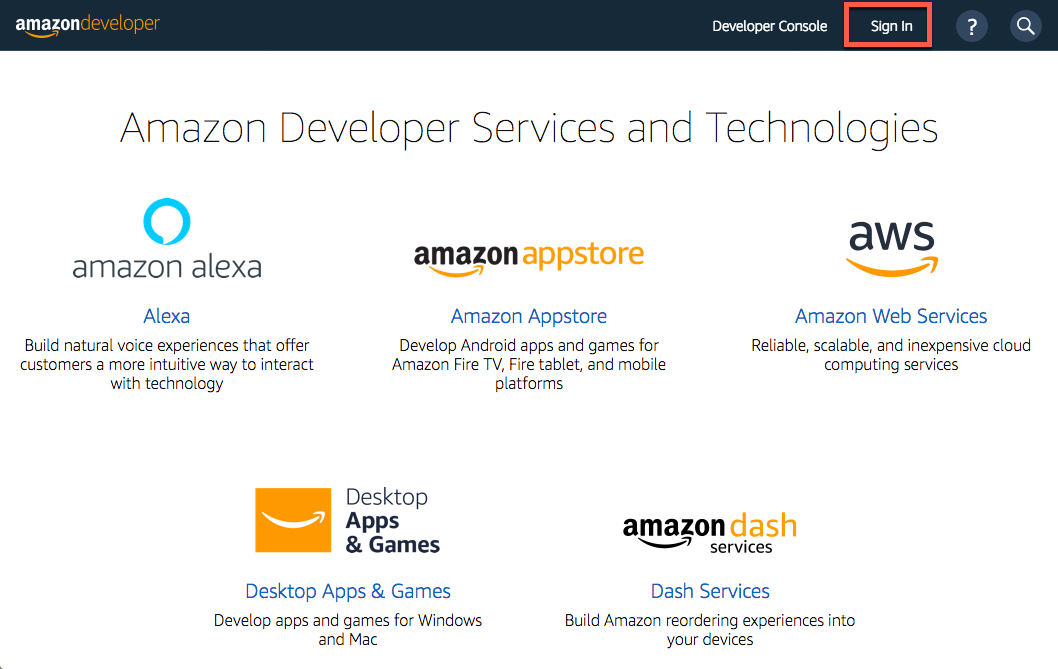 amazondeveloper
Developer Console
Sign In
?
Amazon Developer Services and Technologies
amazon alexa
Alexa
Build natural voice experiences that offer
customers a more intuitive way to interact
with technology
amazon appstore
Amazon Appstore
Develop Android apps and games for
Amazon Fire TV, Fire tablet, and mobile
platforms
aws
Amazon Web Services
Reliable, scalable, and inexpensive cloud
computing services
Desktop
Apps
& Games
Desktop Apps & Games
Develop apps and games for Windows
and Mac
amazon dash
services
Dash Services
Build Amazon reordering experiences into
your devices